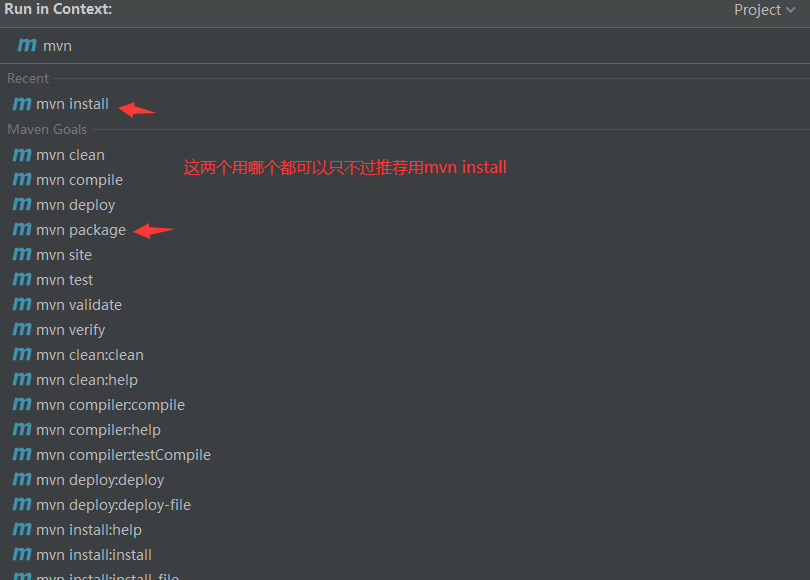 Run in Context:
Project
m mvn
Recent
m mvn install
Maven Goals
m mvn clean
这两个用哪个都可以只不过推荐用mvn install
m mvn compile
m mvn deploy
m mvn package
m mvn site
m mvn test
m mvn validate
m mvn verify
m mvn clean:clean
m mvn clean:help
m mvn compiler:compile
m mvn compiler:help
m mvn compiler:testCompile
m mvn deploy:deploy
m mvn deploy:deploy-file
m mvn install:help
m mvn install:install
m mvn install:install-file